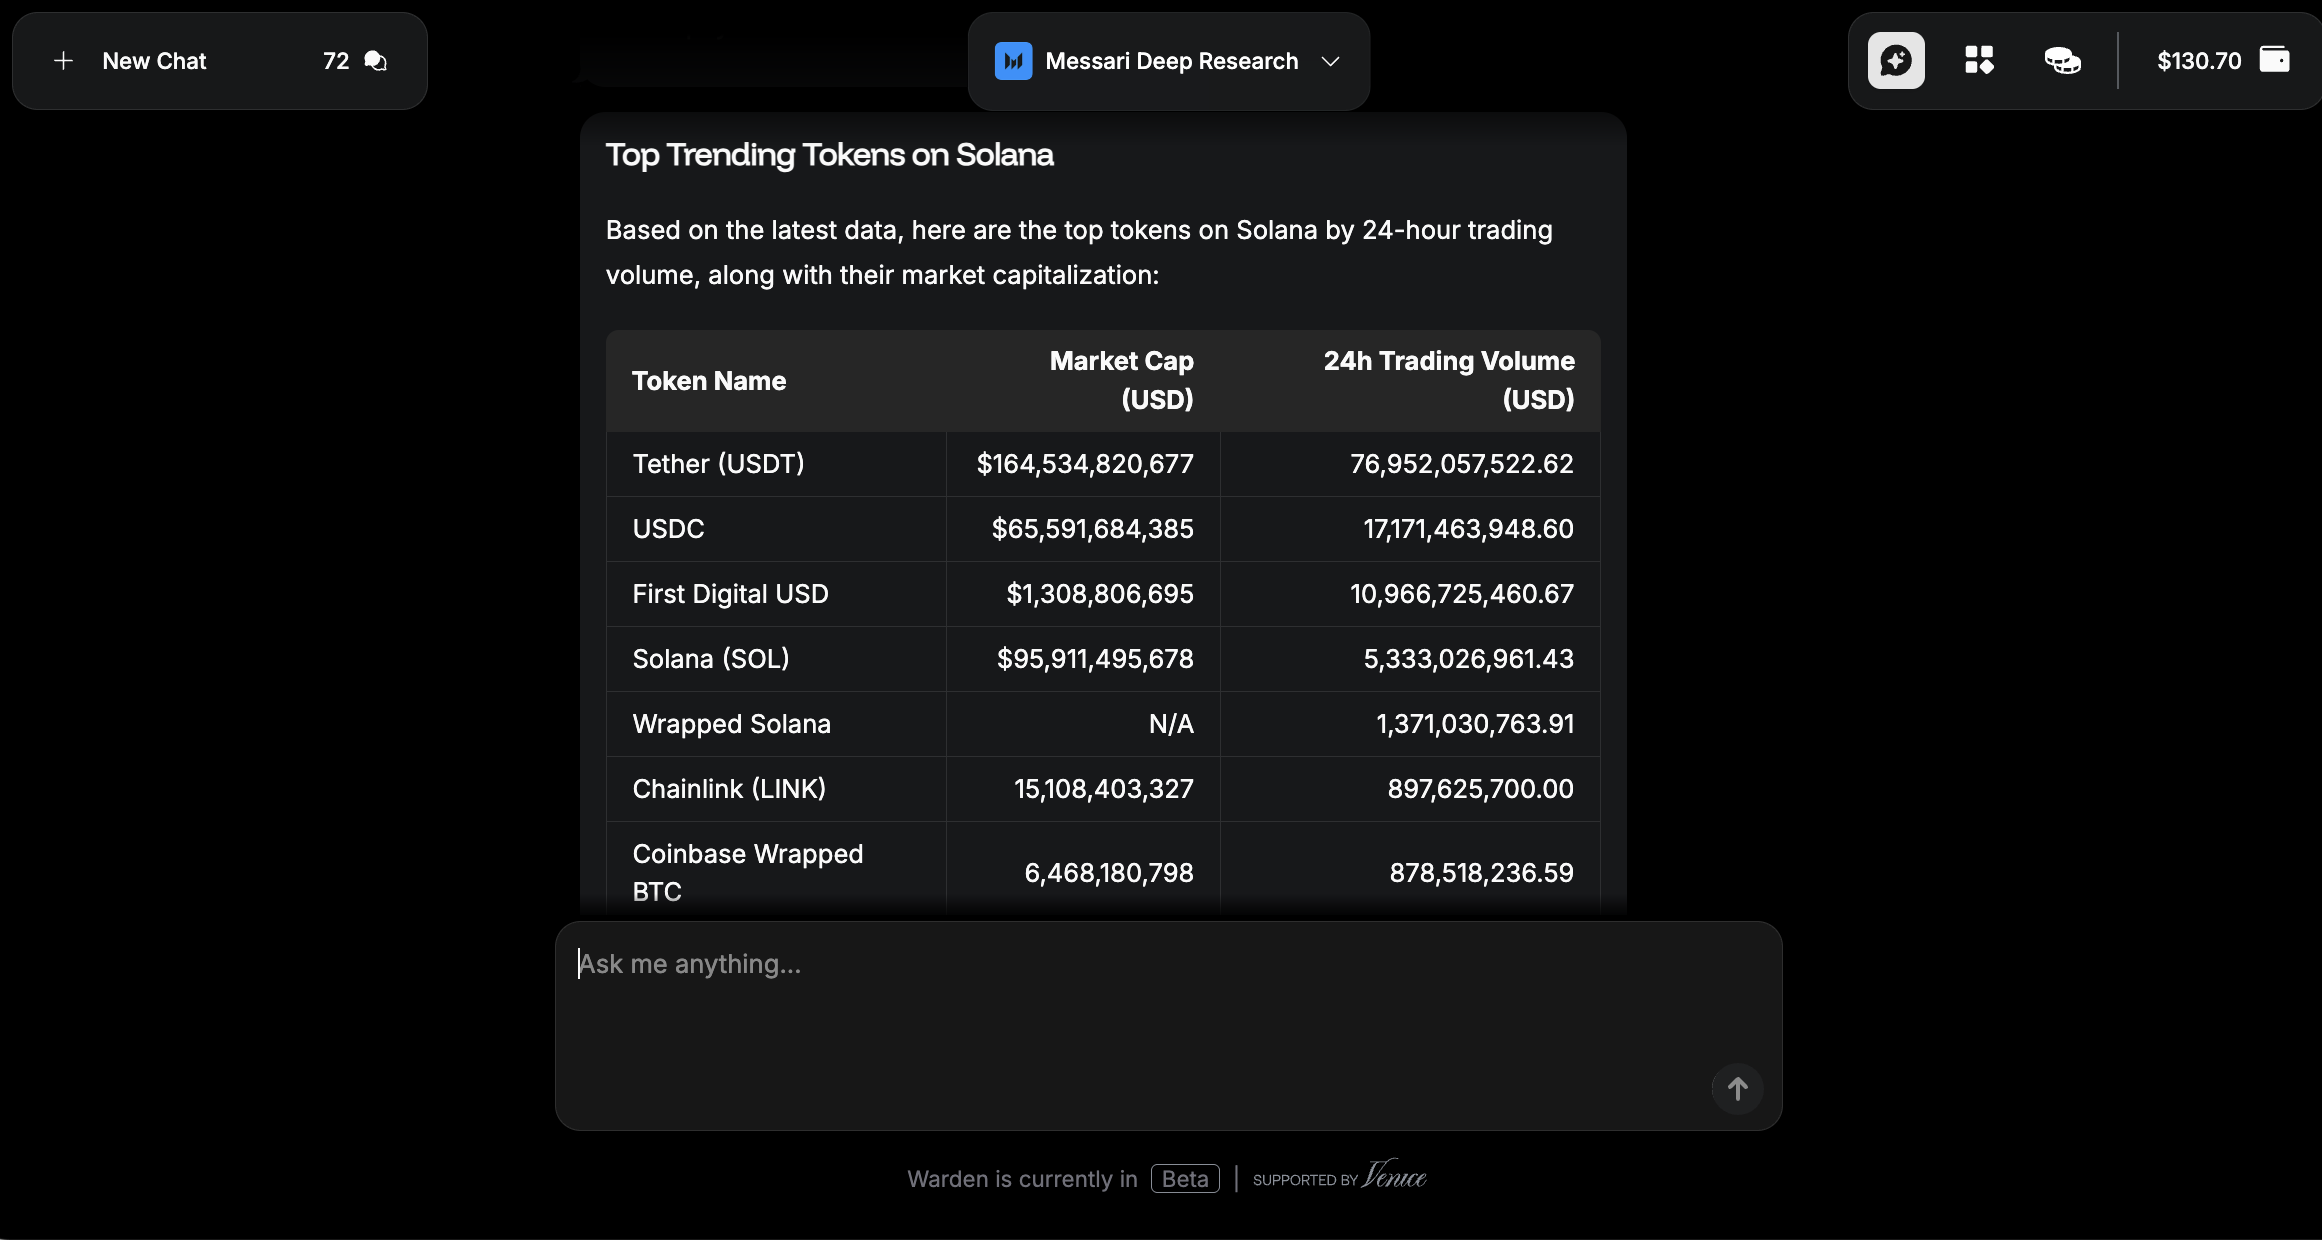 New Chat 72
Messari Deep Research
$130.70
Top Trending Tokens on Solana
Based on the latest data, here are the top tokens on Solana by 24-hour trading
volume, along with their market capitalization:
Token Name Market Cap (USD) 24h Trading Volume (USD)
Tether (USDT) $164,534,820,677 76,952,057,522.62
USDC $65,591,684,385 17,171,463,948.60
First Digital USD $1,308,806,695 10,966,725,460.67
Solana (SOL) $95,911,495,678 5,333,026,961.43
Wrapped Solana N/A 1,371,030,763.91
Chainlink (LINK) 15,108,403,327 897,625,700.00
Coinbase Wrapped BTC 6,468,180,798 878,518,236.59
Ask me anything...
Warden is currently in Beta | SUPPORTED BY Venice